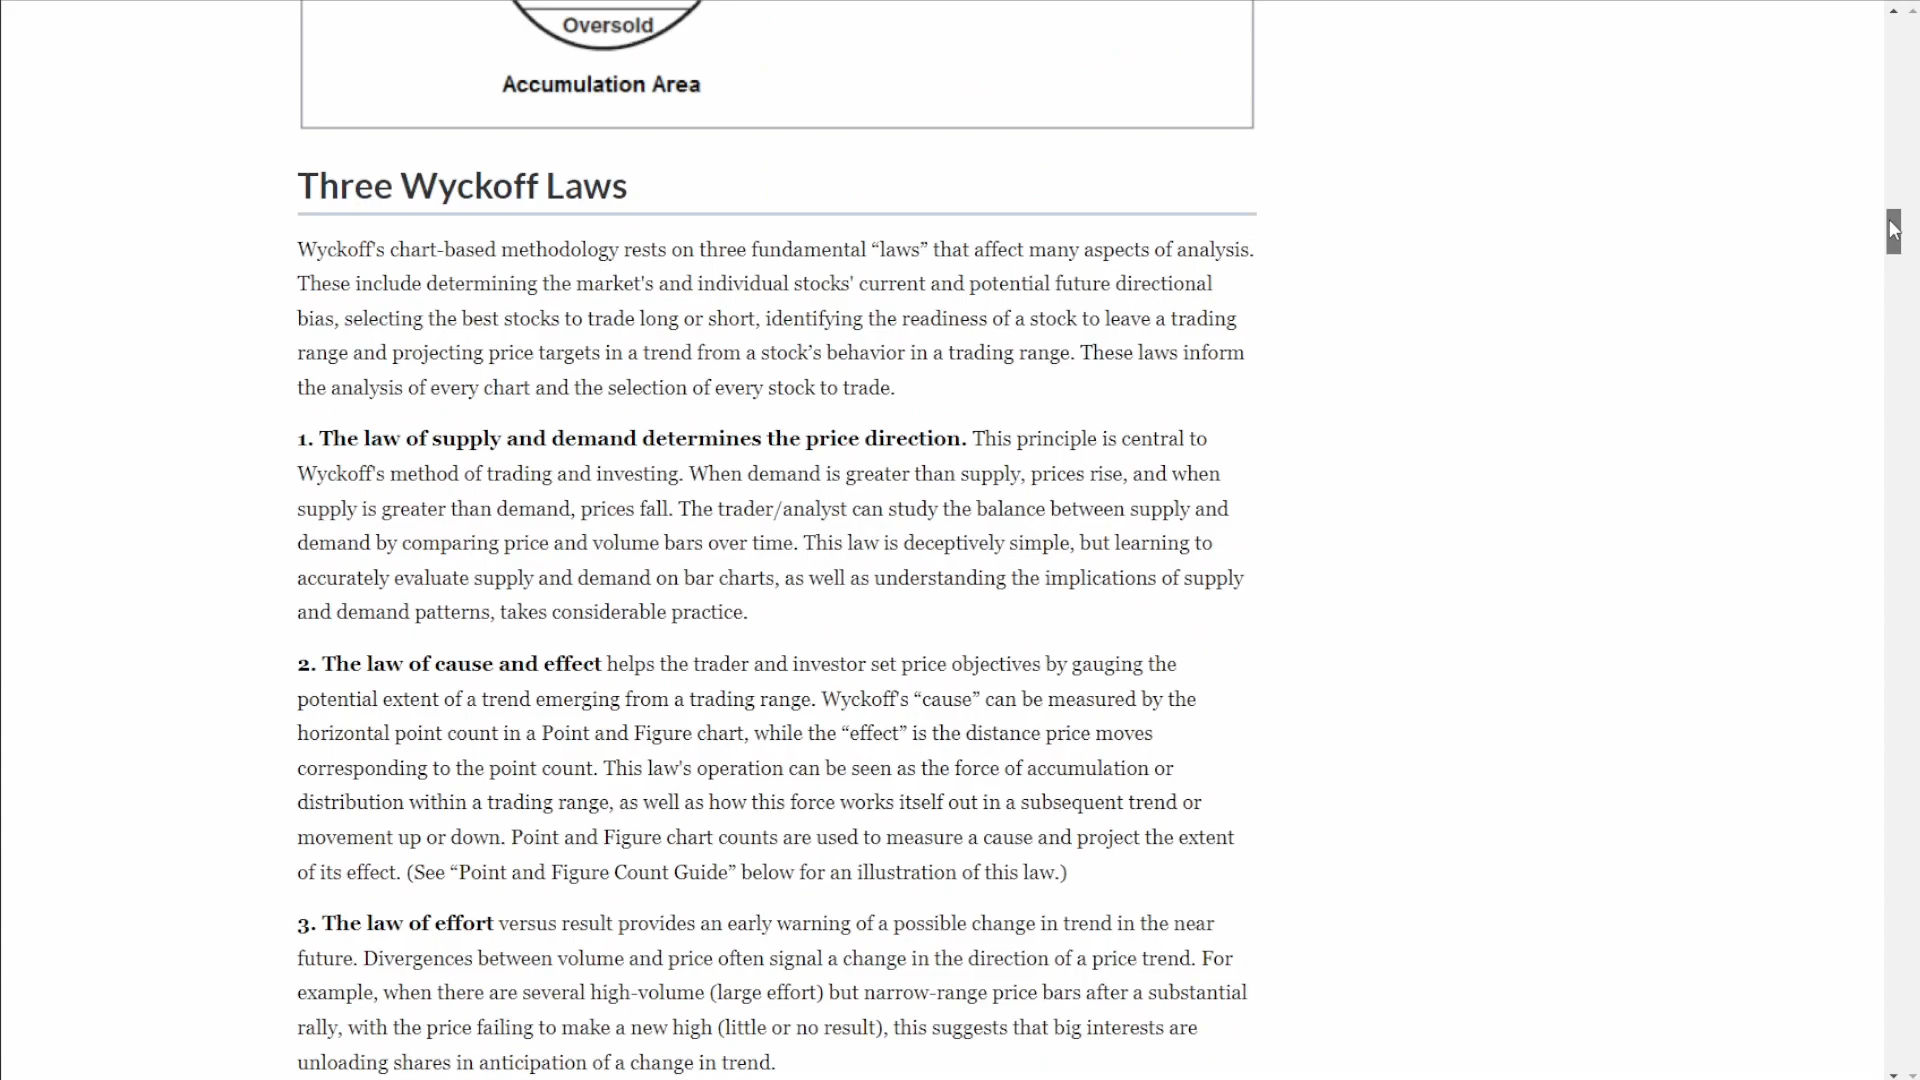 Oversold
Accumulation Area
Three Wyckoff Laws
Wyckoff's chart-based methodology rests on three fundamental “laws” that affect many aspects of analysis.
These include determining the market's and individual stocks' current and potential future directional
bias, selecting the best stocks to trade long or short, identifying the readiness of a stock to leave a trading
range and projecting price targets in a trend from a stock’s behavior in a trading range. These laws inform
the analysis of every chart and the selection of every stock to trade.
1. The law of supply and demand determines the price direction. This principle is central to
Wyckoff's method of trading and investing. When demand is greater than supply, prices rise, and when
supply is greater than demand, prices fall. The trader/analyst can study the balance between supply and
demand by comparing price and volume bars over time. This law is deceptively simple, but learning to
accurately evaluate supply and demand on bar charts, as well as understanding the implications of supply
and demand patterns, takes considerable practice.
2. The law of cause and effect helps the trader and investor set price objectives by gauging the
potential extent of a trend emerging from a trading range. Wyckoff's “cause” can be measured by the
horizontal point count in a Point and Figure chart, while the “effect” is the distance price moves
corresponding to the point count. This law's operation can be seen as the force of accumulation or
distribution within a trading range, as well as how this force works itself out in a subsequent trend or
movement up or down. Point and Figure chart counts are used to measure a cause and project the extent
of its effect. (See “Point and Figure Count Guide” below for an illustration of this law.)
3. The law of effort versus result provides an early warning of a possible change in trend in the near
future. Divergences between volume and price often signal a change in the direction of a price trend. For
example, when there are several high-volume (large effort) but narrow-range price bars after a substantial
rally, with the price failing to make a new high (little or no result), this suggests that big interests are
unloading shares in anticipation of a change in trend.